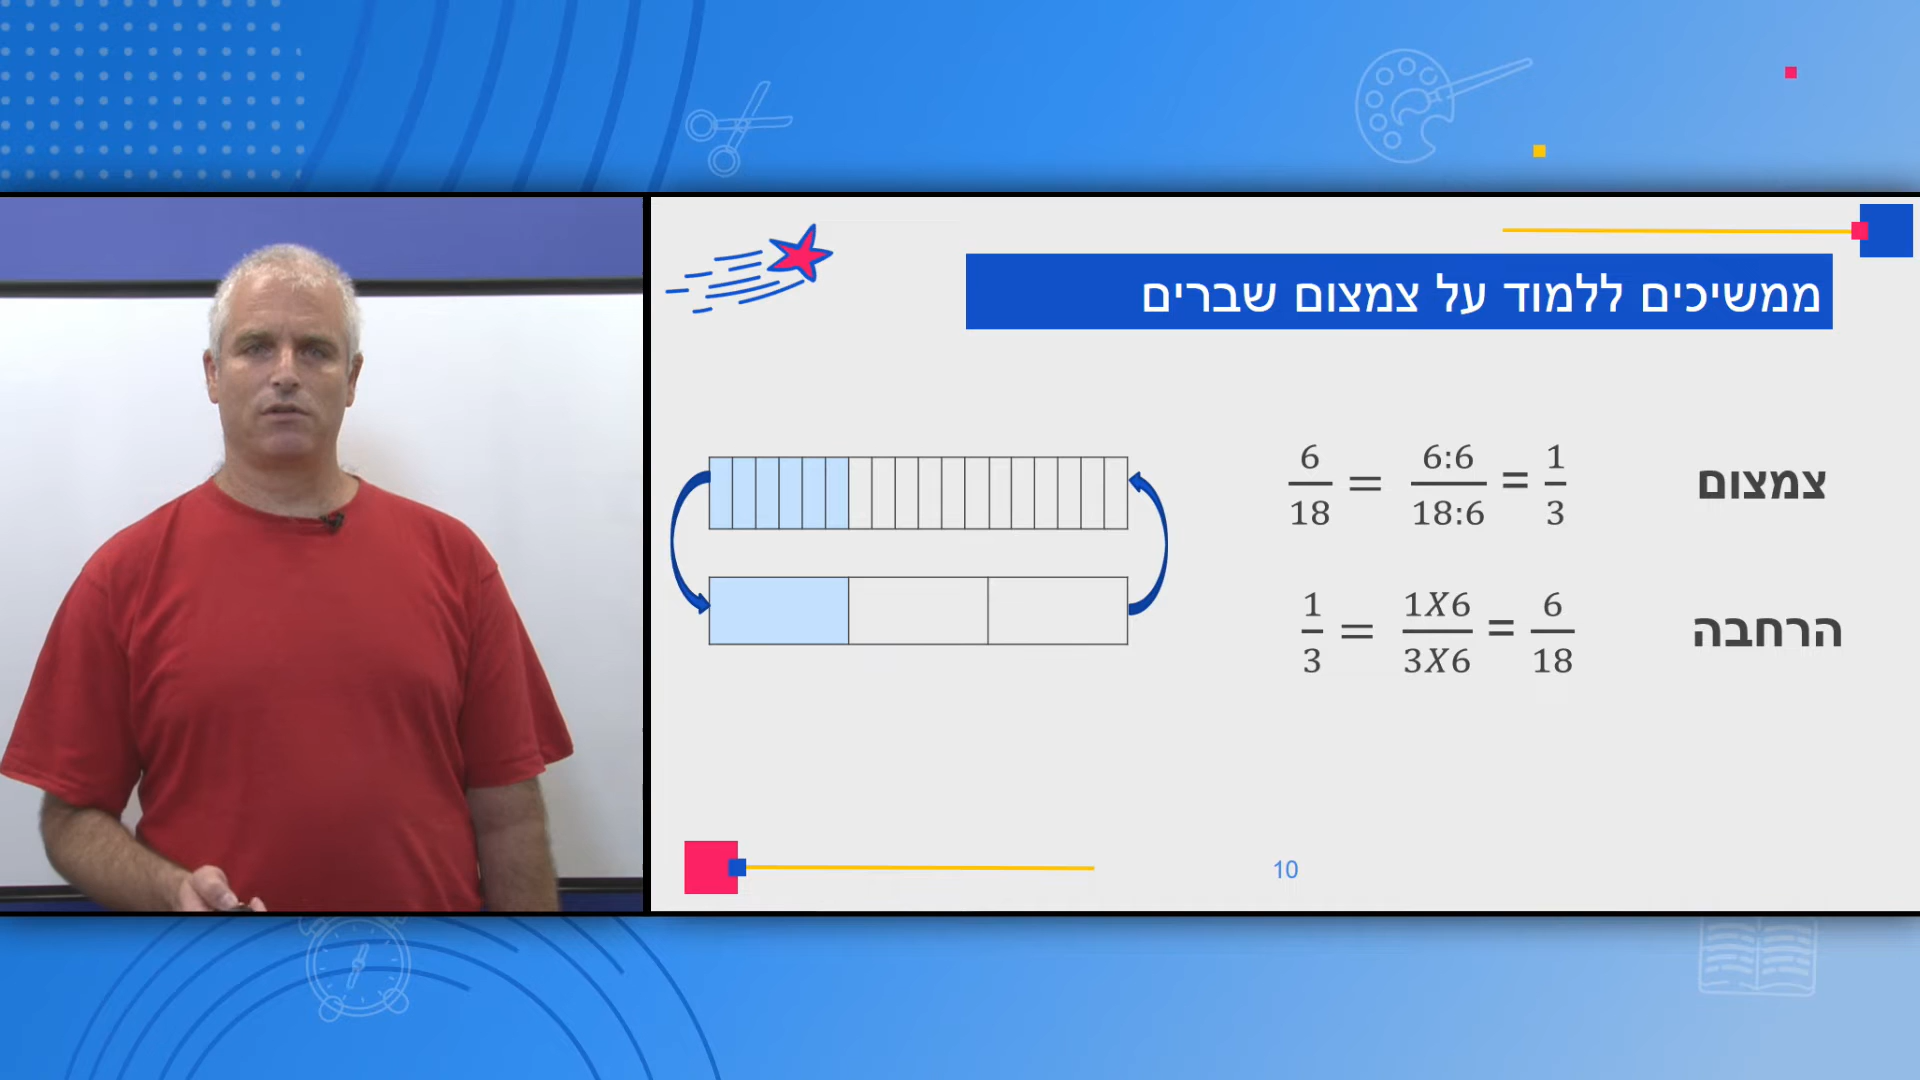 ממשיכים ללמוד על צמצום שברים
צמצום
6/18 = 6:6/18:6 = 1/3
הרחבה
1/3 = 1X6/3X6 = 6/18
10